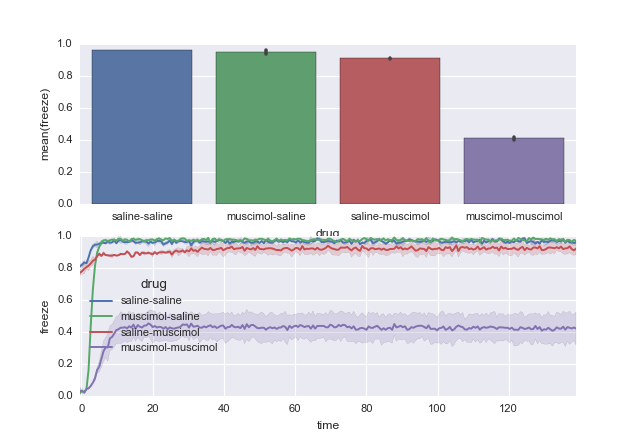 1.0
0.8
0.6
0.4
0.2
0.0
mean(freeze)
saline-saline muscimol-saline saline-muscimol muscimol-muscimol
drug
1.0
0.8
0.6
0.4
0.2
0.0
freeze
drug
saline-saline
muscimol-saline
saline-muscimol
muscimol-muscimol
0 20 40 60 80 100 120
time